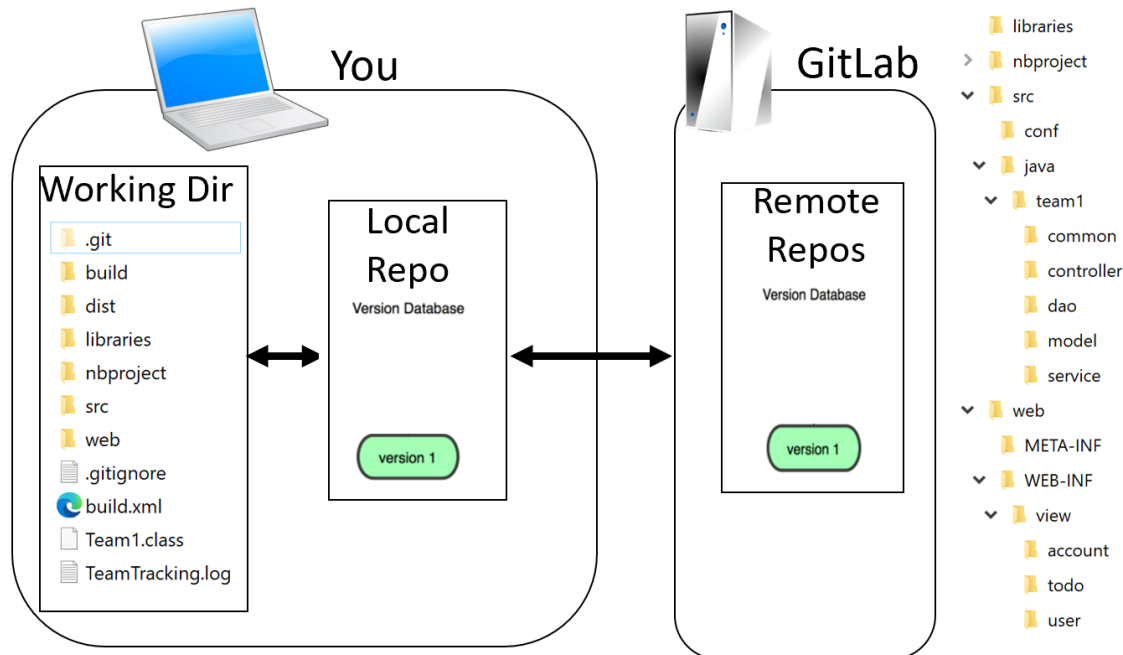 You
Working Dir
.git
build
dist
libraries
nbproject
src
web
.gitignore
build.xml
Team1.class
TeamTracking.log
Local
Repo
Version Database
version 1
GitLab
Remote
Repos
Version Database
version 1
libraries
nbproject
src
conf
java
team1
common
controller
dao
model
service
web
META-INF
WEB-INF
view
account
todo
user